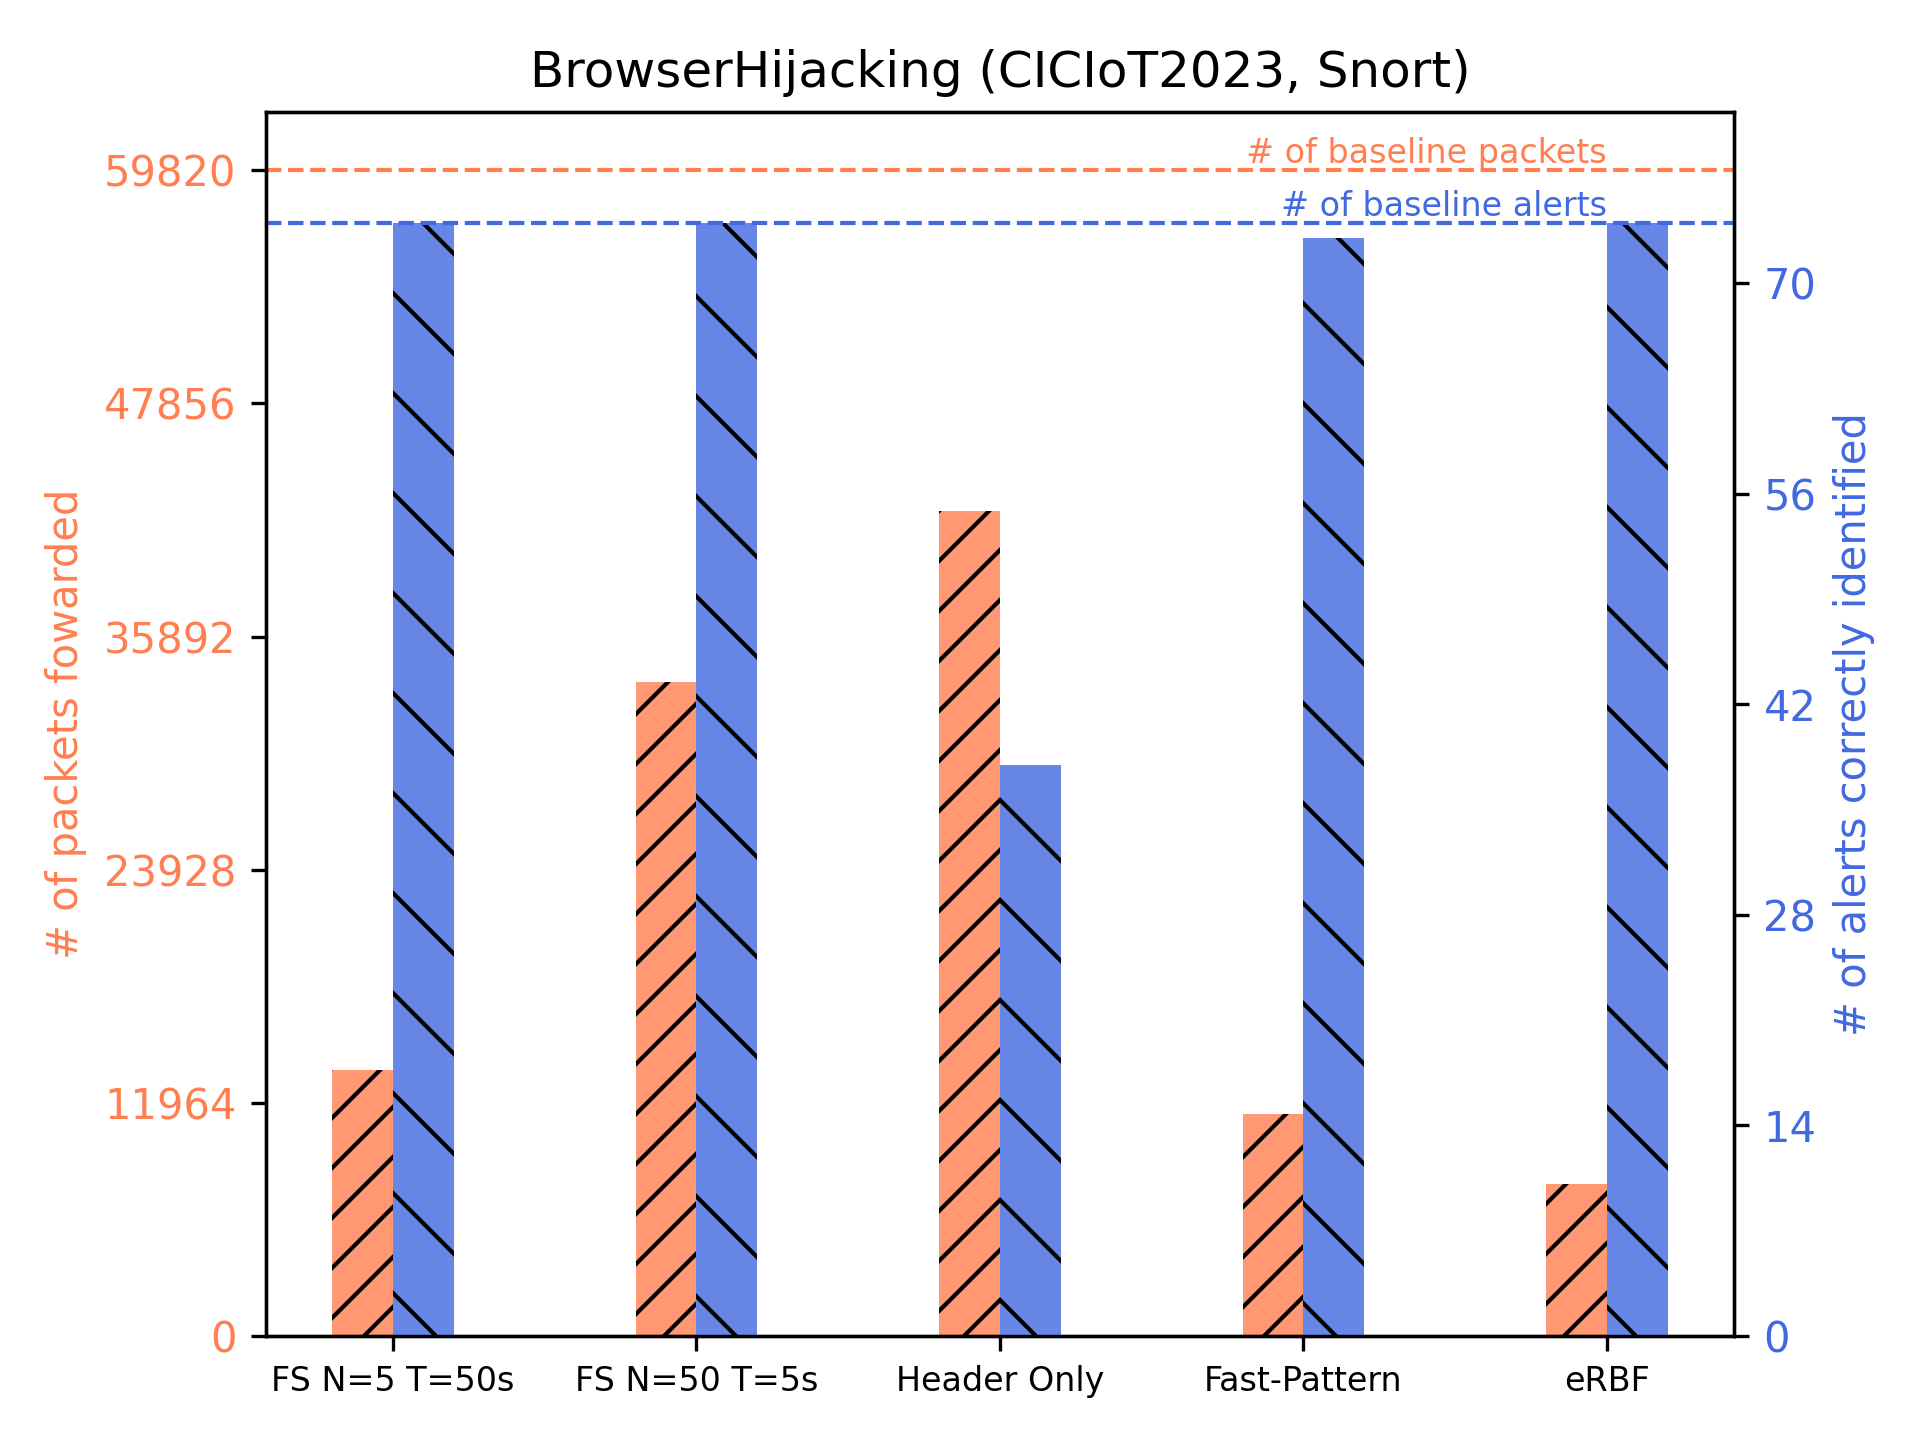 BrowserHijacking (CICIoT2023, Snort)
# of baseline packets
# of baseline alerts
59820
47856
35892
23928
11964
0
# of packets fowarded
70
56
42
28
14
0
# of alerts correctly identified
FS N=5 T=50s
FS N=50 T=5s
Header Only
Fast-Pattern
eRBF